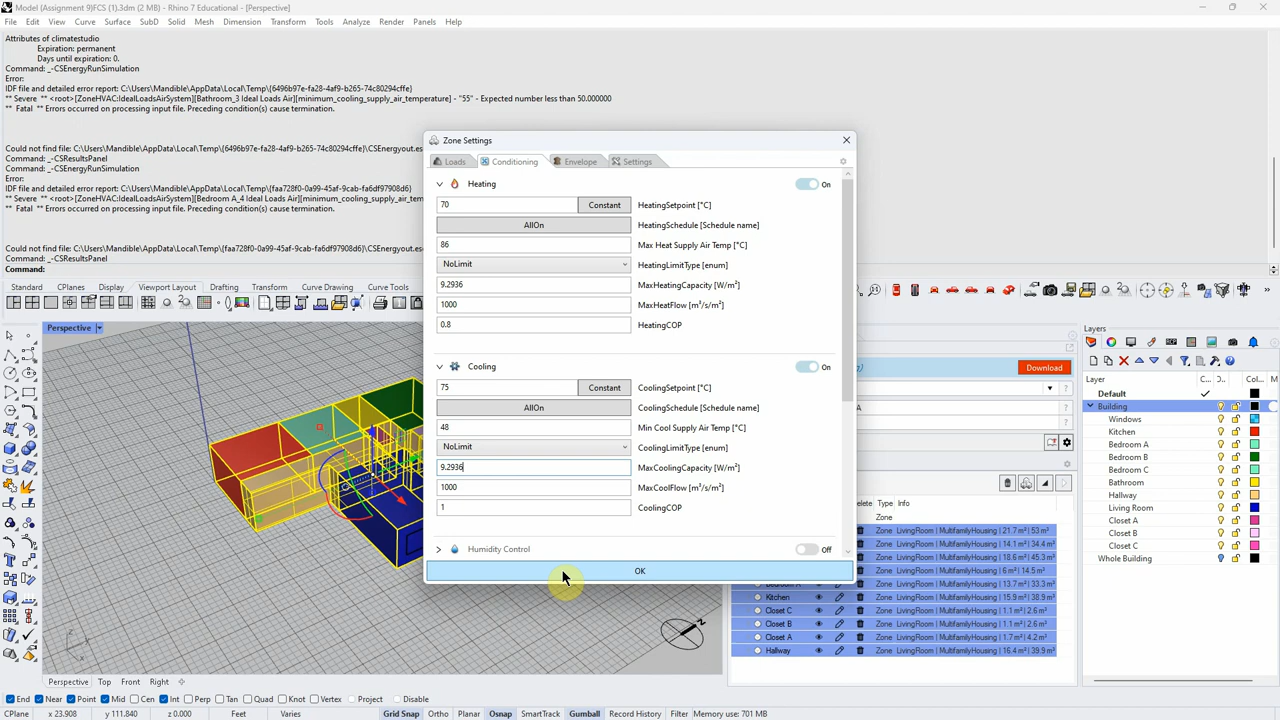 Model (Assignment 9)FCS (1).3dm (2 MB) - Rhino 7 Educational - [Perspective]
File Edit View Curve Surface SubD Solid Mesh Dimension Transform Tools Analyze Render Panels Help
Attributes of climatestudio
Expiration: permanent
Days until expiration: 0.
Command: _-CSEnergyRunSimulation
Error:
IDF file and detailed error report: C:\Users\Mandible\AppData\Local\Temp\{6496b97e-fa28-4af9-b265-74c80294cffe}
** Severe ** <root>[ZoneHVAC:IdealLoadsAirSystem][Bathroom_3 Ideal Loads Air][minimum_cooling_supply_air_temperature] - "55" - Expected number less than 50.000000
** Fatal ** Errors occurred on processing input file. Preceding condition(s) cause termination.
Could not find file: C:\Users\Mandible\AppData\Local\Temp\{6496b97e-fa28-4af9-b265-74c80294cffe}\CSEnergyout.es
Command: _-CSResultsPanel
Command: _-CSEnergyRunSimulation
Error:
IDF file and detailed error report: C:\Users\Mandible\AppData\Local\Temp\{faa728f0-0a99-45af-9cab-fa6df97908d6}
** Severe ** <root>[ZoneHVAC:IdealLoadsAirSystem][Bedroom A_4 Ideal Loads Air][minimum_cooling_supply_air_tem
** Fatal ** Errors occurred on processing input file. Preceding condition(s) cause termination.
Could not find file: C:\Users\Mandible\AppData\Local\Temp\{faa728f0-0a99-45af-9cab-fa6df97908d6}\CSEnergyout.es
Command: _-CSResultsPanel
Command:
Standard CPlanes Display Viewport Layout Drafting Transform Curve Drawing Curve Tools
Perspective
Zone Settings
Loads Conditioning Envelope Settings
Heating On
70 Constant HeatingSetpoint [°C]
AllOn HeatingSchedule [Schedule name]
86 Max Heat Supply Air Temp [°C]
NoLimit HeatingLimitType [enum]
9.2936 MaxHeatingCapacity [W/m²]
1000 MaxHeatFlow [m³/s/m²]
0.8 HeatingCOP
Cooling On
75 Constant CoolingSetpoint [°C]
AllOn CoolingSchedule [Schedule name]
48 Min Cool Supply Air Temp [°C]
NoLimit CoolingLimitType [enum]
9.2936 MaxCoolingCapacity [W/m²]
1000 MaxCoolFlow [m³/s/m²]
1 CoolingCOP
Humidity Control Off
OK
Download
A
elete Type Info
Zone
Zone LivingRoom | MultifamilyHousing | 21.7 m² | 53 m³
Zone LivingRoom | MultifamilyHousing | 14.1 m² | 34.4 m³
Zone LivingRoom | MultifamilyHousing | 18.6 m² | 45.3 m³
Zone LivingRoom | MultifamilyHousing | 6 m² | 14.5 m³
Bedroom A Zone LivingRoom | MultifamilyHousing | 13.7 m² | 33.3 m³
Kitchen Zone LivingRoom | MultifamilyHousing | 15.9 m² | 38.9 m³
Closet C Zone LivingRoom | MultifamilyHousing | 1.1 m² | 2.6 m³
Closet B Zone LivingRoom | MultifamilyHousing | 1.1 m² | 2.6 m³
Closet A Zone LivingRoom | MultifamilyHousing | 1.7 m² | 4.2 m³
Hallway Zone LivingRoom | MultifamilyHousing | 16.4 m² | 39.9 m³
Layers
Layer C... Col... M
Default
Building
Windows
Kitchen
Bedroom A
Bedroom B
Bedroom C
Bathroom
Hallway
Living Room
Closet A
Closet B
Closet C
Whole Building
Perspective Top Front Right
End Near Point Mid Cen Int Perp Tan Quad Knot Vertex Project Disable
CPlane x 23.908 y 111.840 z 0.000 Feet Varies Grid Snap Ortho Planar Osnap SmartTrack Gumball Record History Filter Memory use: 701 MB